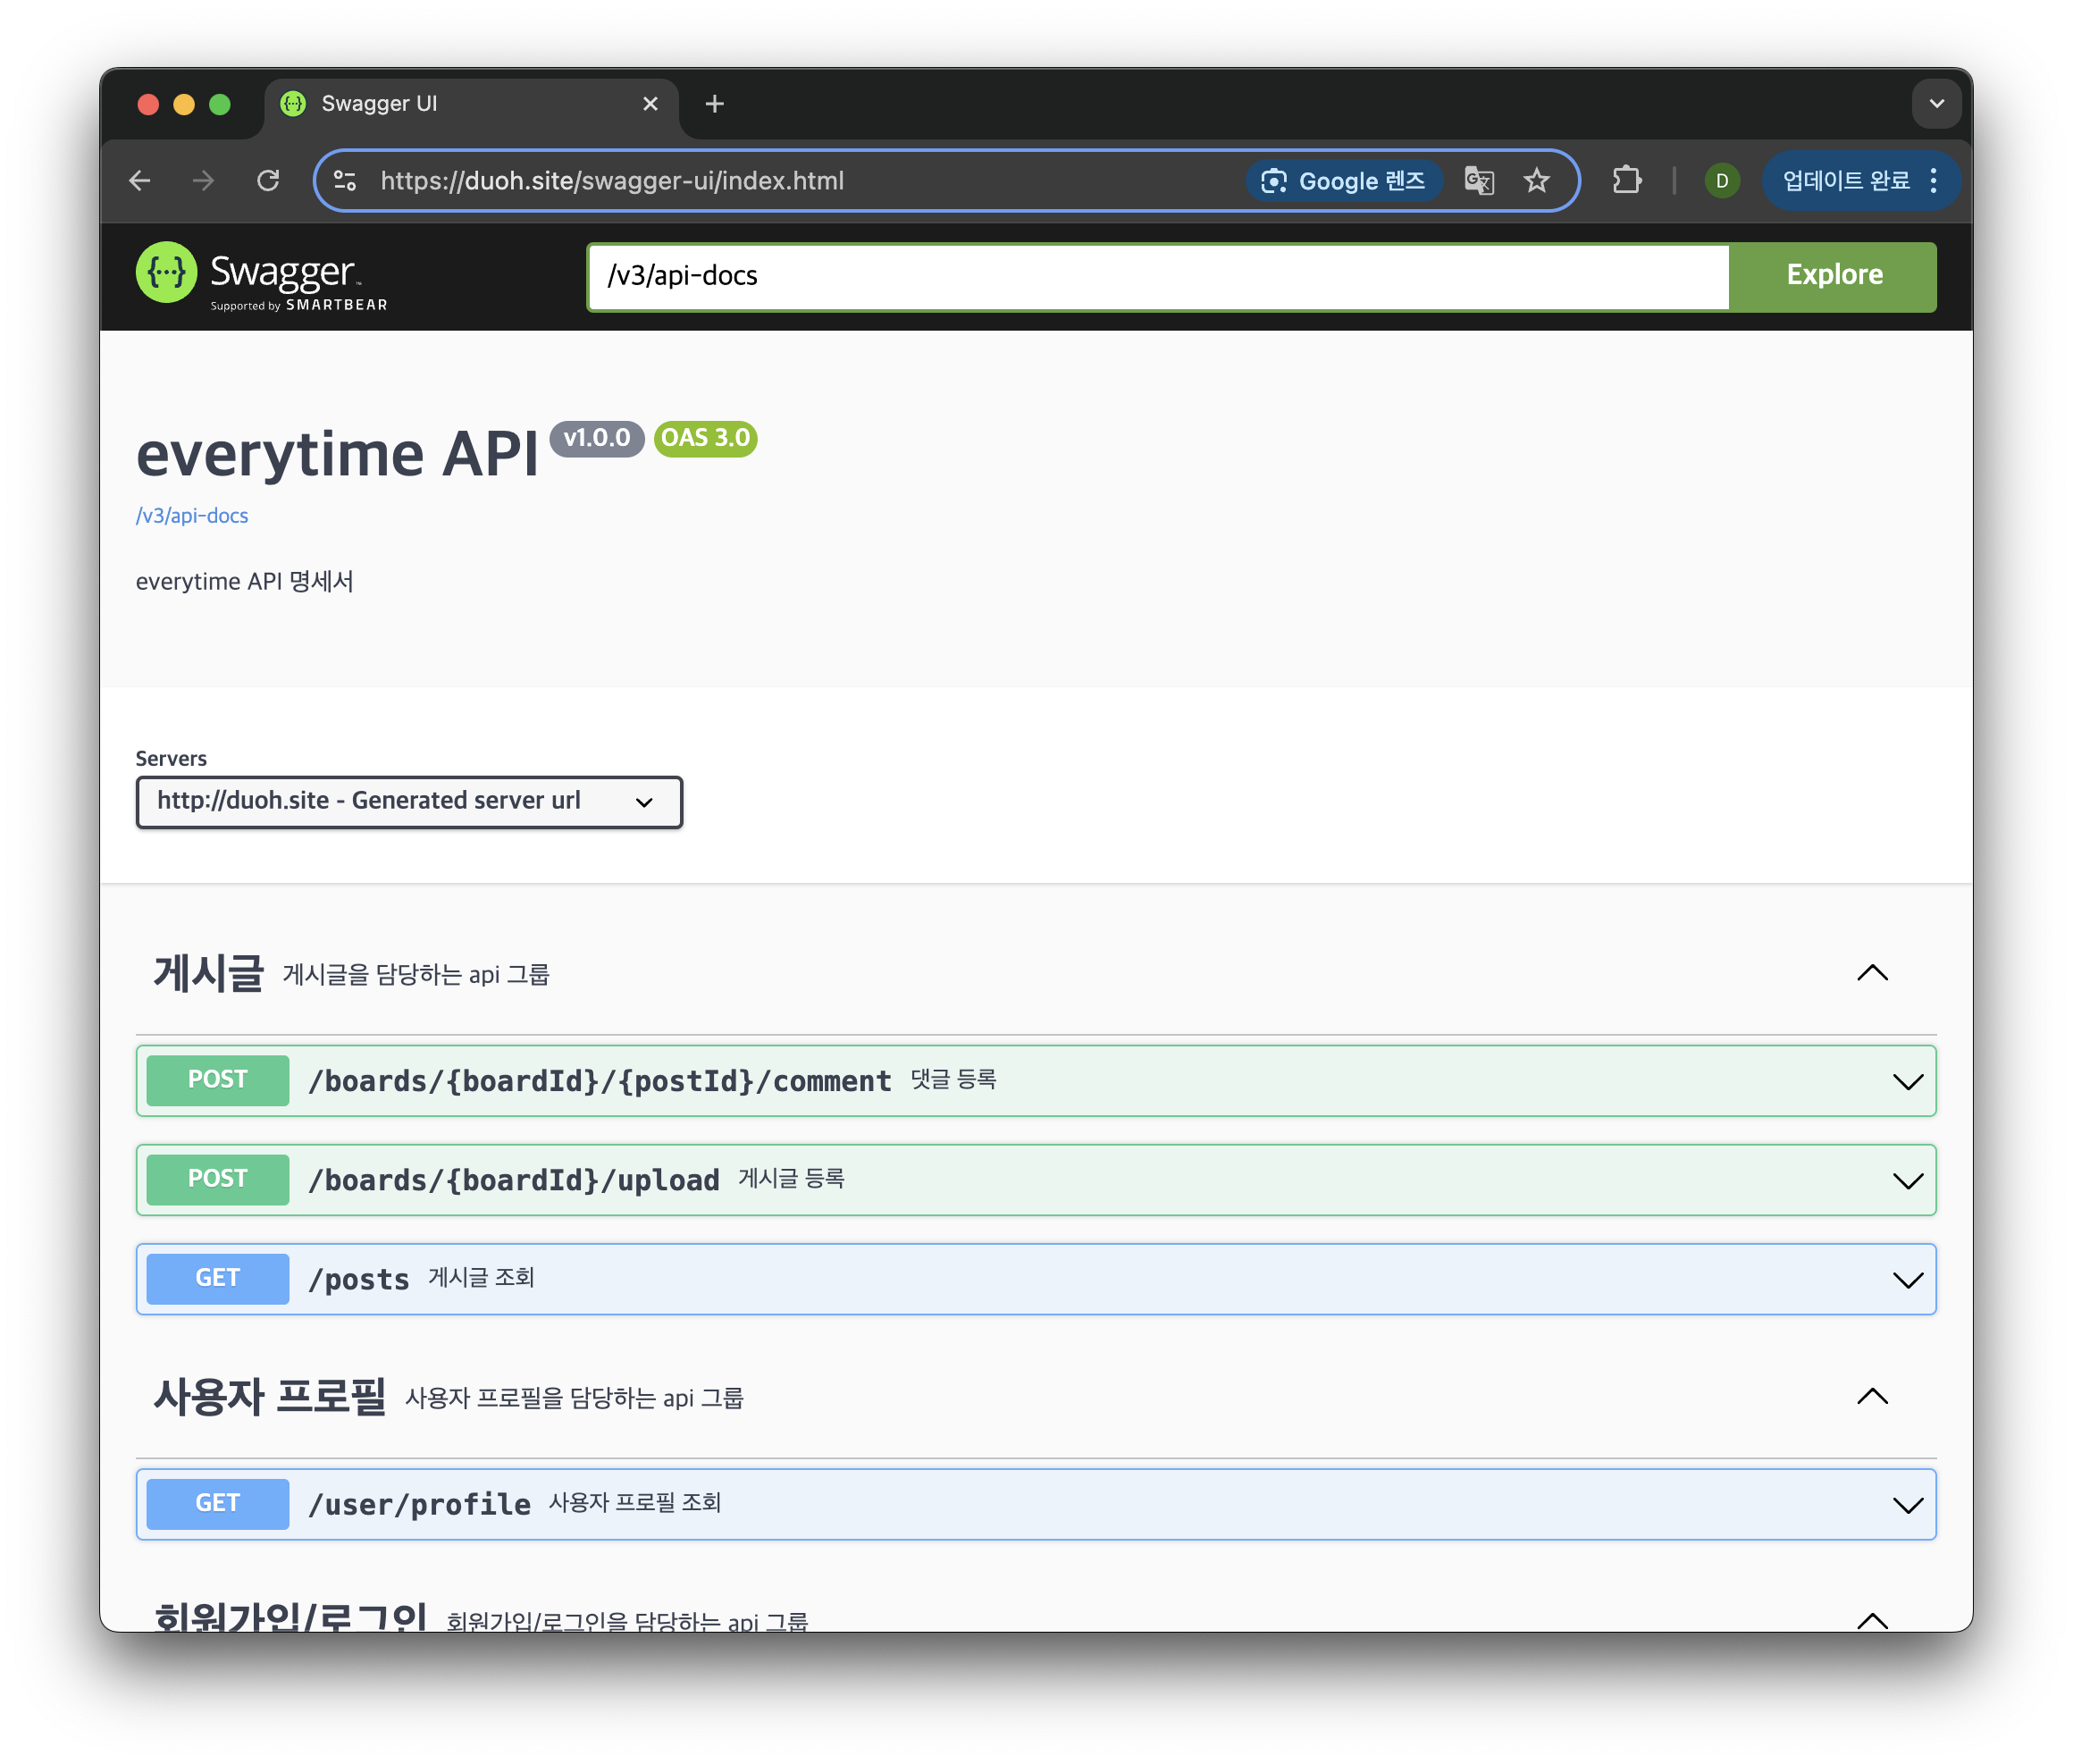 Swagger UI
https://duoh.site/swagger-ui/index.html
Google 렌즈
D
업데이트 완료
Swagger
Supported by SMARTBEAR
/v3/api-docs
Explore
everytime API v1.0.0 OAS 3.0
/v3/api-docs
everytime API 명세서
Servers
http://duoh.site - Generated server url
게시글 게시글을 담당하는 api 그룹
POST /boards/{boardId}/{postId}/comment 댓글 등록
POST /boards/{boardId}/upload 게시글 등록
GET /posts 게시글 조회
사용자 프로필 사용자 프로필을 담당하는 api 그룹
GET /user/profile 사용자 프로필 조회
회원가입/로그인 회원가입/로그인을 담당하는 api 그룹